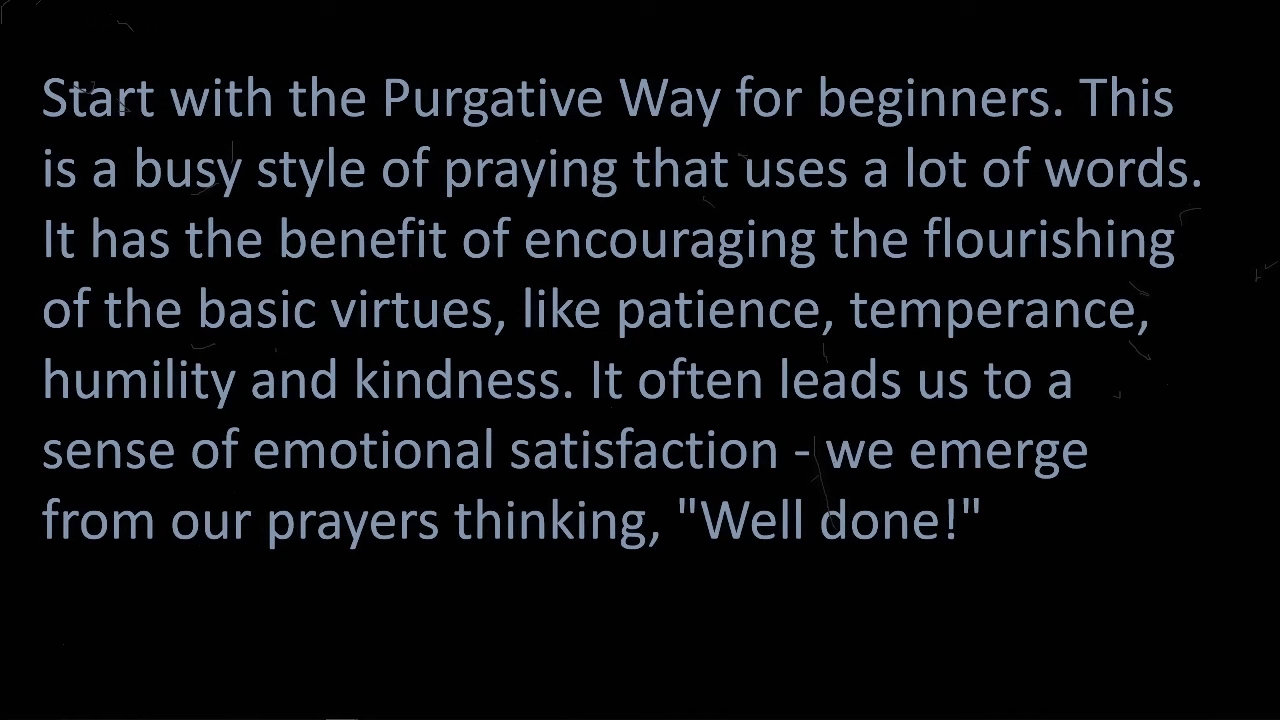 Start with the Purgative Way for beginners. This
is a busy style of praying that uses a lot of words.
It has the benefit of encouraging the flourishing
of the basic virtues, like patience, temperance,
humility and kindness. It often leads us to a
sense of emotional satisfaction - we emerge
from our prayers thinking, "Well done!"